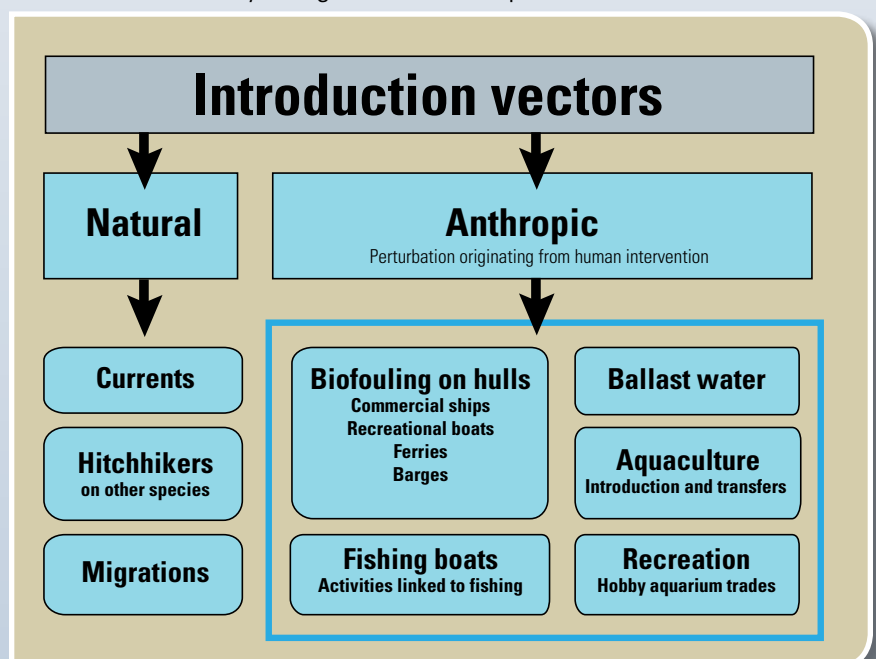 Introduction vectors
Natural
Anthropic
Perturbation originating from human intervention
Currents
Hitchhikers
on other species
Migrations
Biofouling on hulls
Commercial ships
Recreational boats
Ferries
Barges
Fishing boats
Activities linked to fishing
Ballast water
Aquaculture
Introduction and transfers
Recreation
Hobby aquarium trades